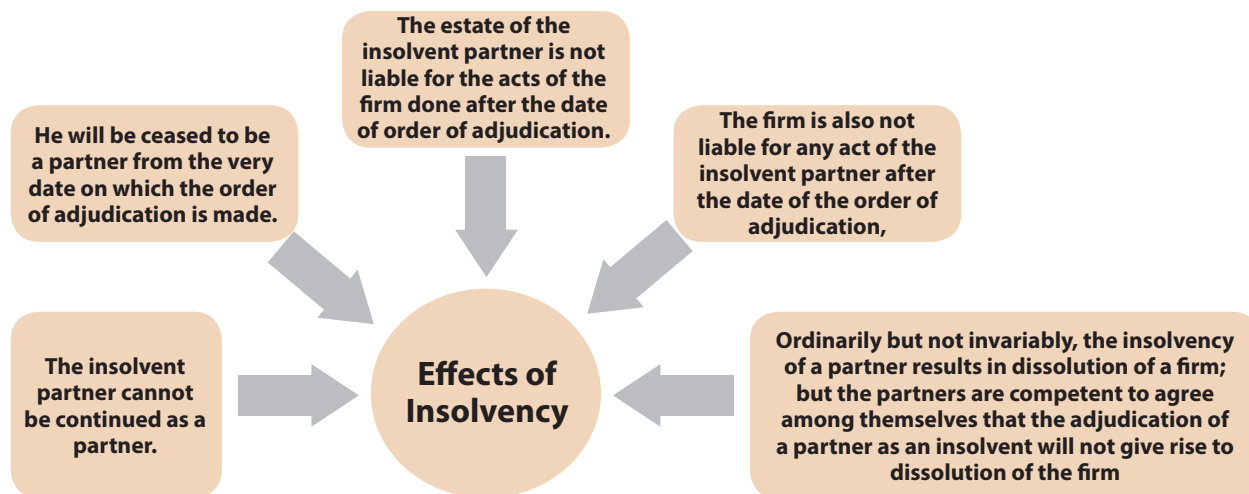 The estate of the
insolvent partner is not
liable for the acts of the
firm done after the date
of order of adjudication.
He will be ceased to be
a partner from the very
date on which the order
of adjudication is made.
The firm is also not
liable for any act of the
insolvent partner after
the date of the order of
adjudication,
The insolvent
partner cannot
be continued as a
partner.
Effects of
Insolvency
Ordinarily but not invariably, the insolvency
of a partner results in dissolution of a firm;
but the partners are competent to agree
among themselves that the adjudication of
a partner as an insolvent will not give rise to
dissolution of the firm